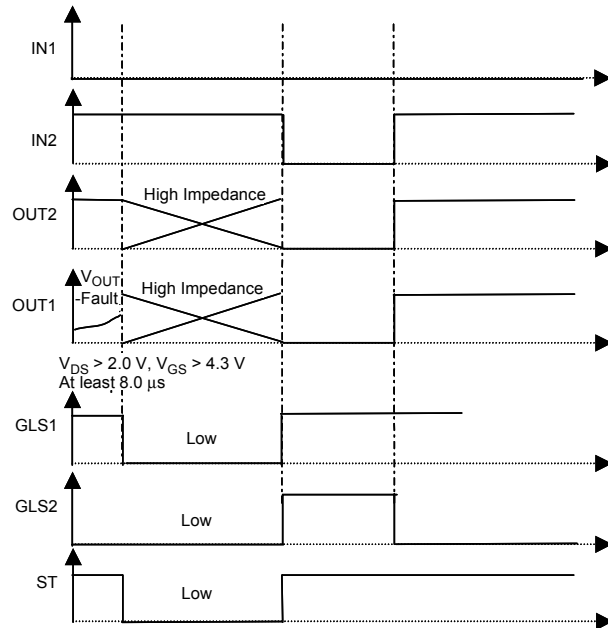 IN1
IN2
High Impedance
OUT2
VOUT
-Fault
High Impedance
OUT1
VDS > 2.0 V, VGS > 4.3 V
At least 8.0 μs
GLS1
Low
GLS2
Low
ST
Low